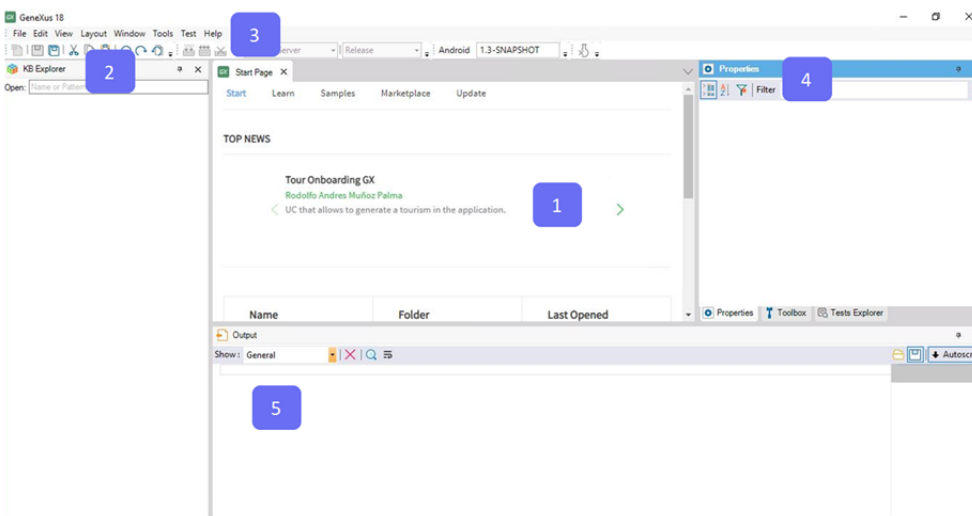 GX GeneXus 18
File Edit View Layout Window Tools Test Help
3
Release
Android 1.3-SNAPSHOT
KB Explorer
2
Open: Name or
GX Start Page
Properties
4
Start Learn Samples Marketplace Update
Filter
TOP NEWS
Tour Onboarding GX
Rodolfo Andres Muñoz Palma
UC that allows to generate a tourism in the application.
1
Name Folder Last Opened
Properties Toolbox Tests Explorer
Output
Show: General
5